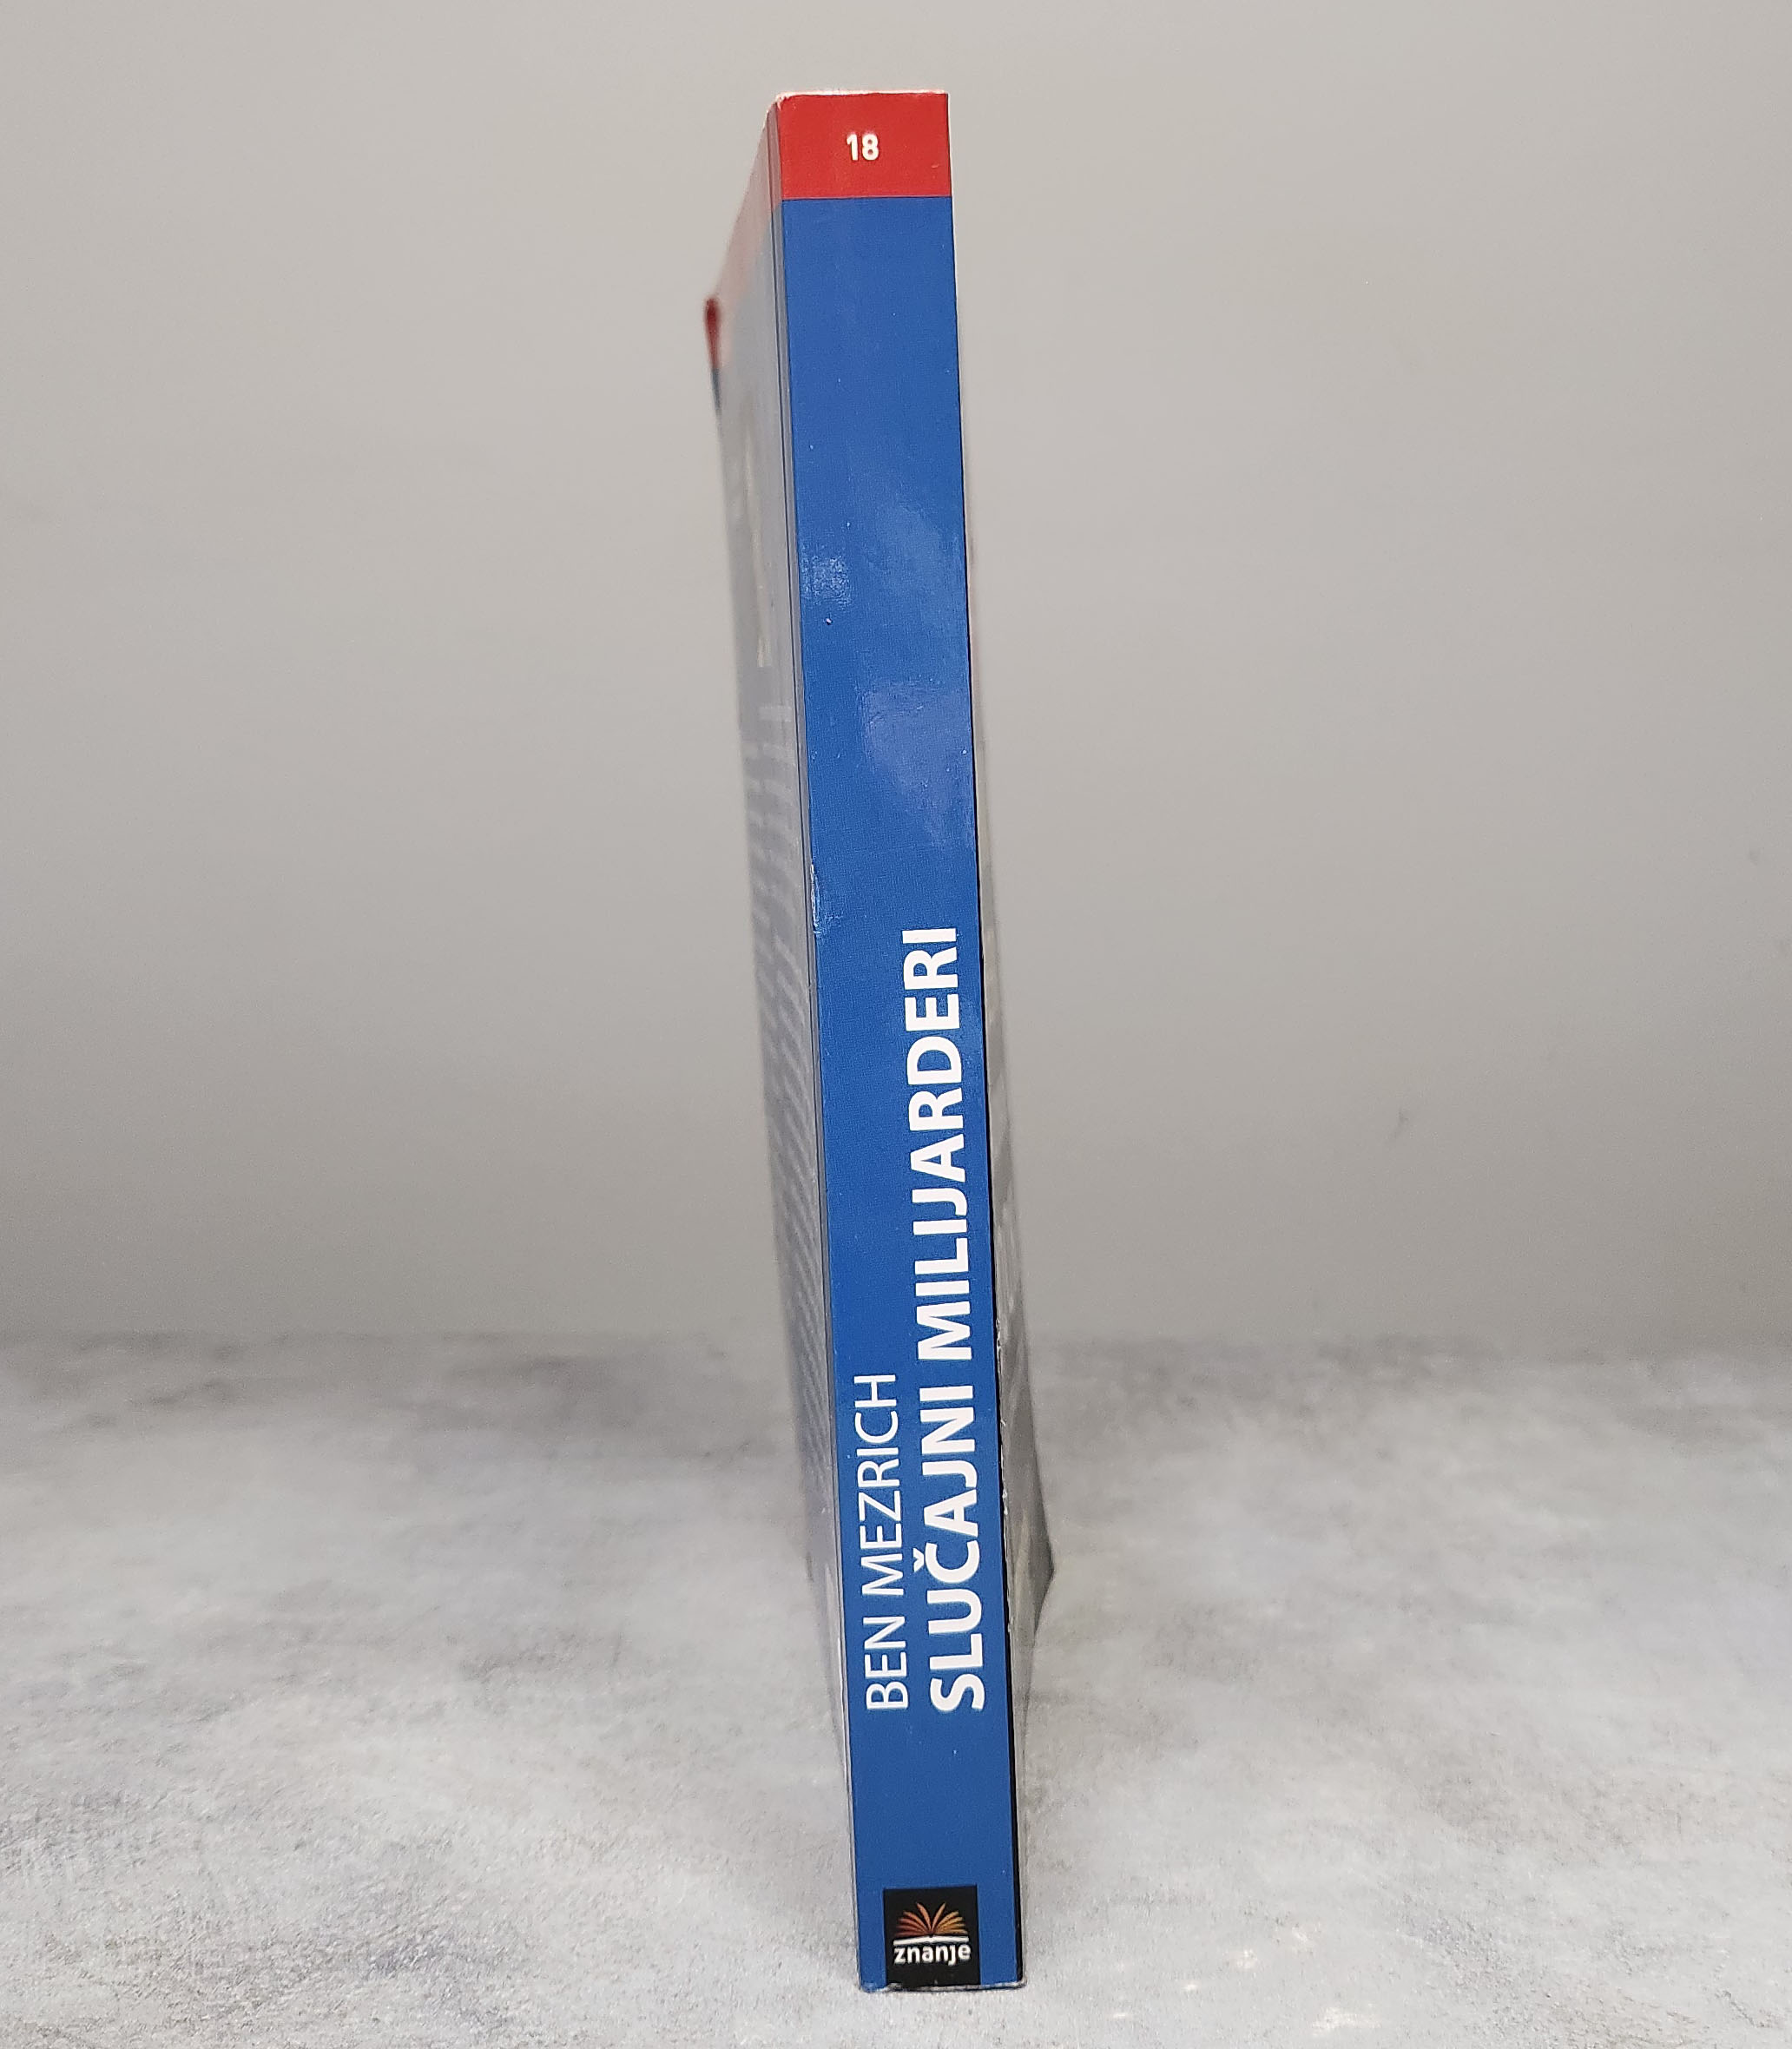 18
BEN MEZRICH
SLUČAJNI MILIJARDERI
znanje